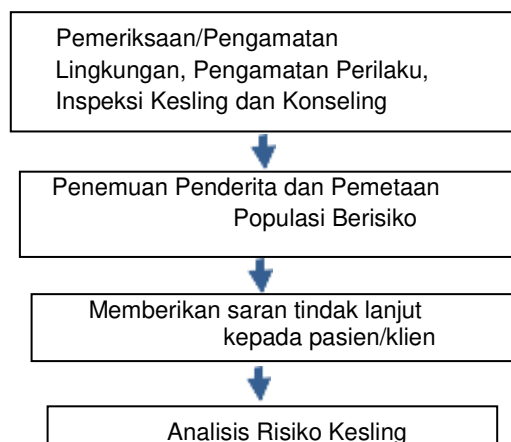 Pemeriksaan/Pengamatan
Lingkungan, Pengamatan Perilaku,
Inspeksi Kesling dan Konseling
Penemuan Penderita dan Pemetaan
Populasi Berisiko
Memberikan saran tindak lanjut
kepada pasien/klien
Analisis Risiko Kesling